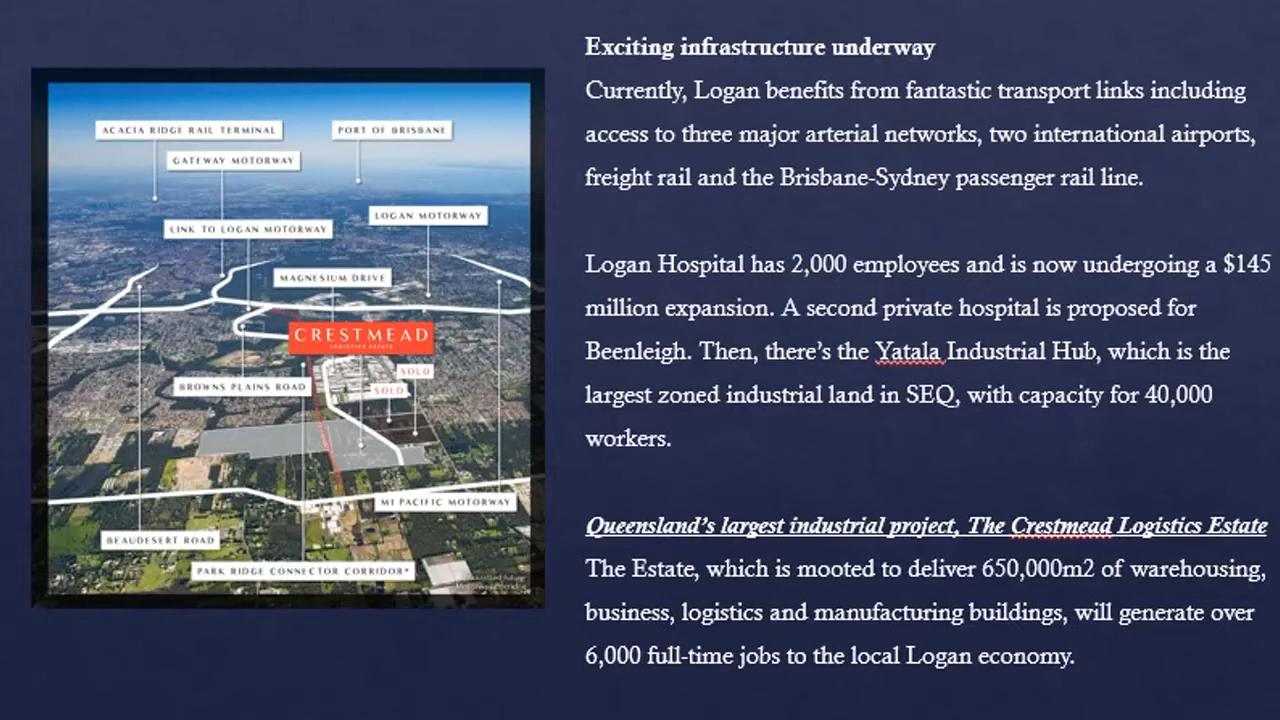 Exciting infrastructure underway
Currently, Logan benefits from fantastic transport links including
access to three major arterial networks, two international airports,
freight rail and the Brisbane-Sydney passenger rail line.
Logan Hospital has 2,000 employees and is now undergoing a $145
million expansion. A second private hospital is proposed for
Beenleigh. Then, there's the Yatala Industrial Hub, which is the
largest zoned industrial land in SEQ, with capacity for 40,000
workers.
Queensland's largest industrial project, The Crestmead Logistics Estate
The Estate, which is mooted to deliver 650,000m2 of warehousing,
business, logistics and manufacturing buildings, will generate over
6,000 full-time jobs to the local Logan economy.
ACACIA RIDGE RAIL TERMINAL
PORT OF BRISBANE
GATEWAY MOTORWAY
LOGAN MOTORWAY
LINK TO LOGAN MOTORWAY
MAGNESIUM DRIVE
CRESTMEAD
LOGISTICS ESTATE
SOLD
SOLD
BROWNS PLAINS ROAD
M1 PACIFIC MOTORWAY
BEAUDESERT ROAD
PARK RIDGE CONNECTOR CORRIDOR*